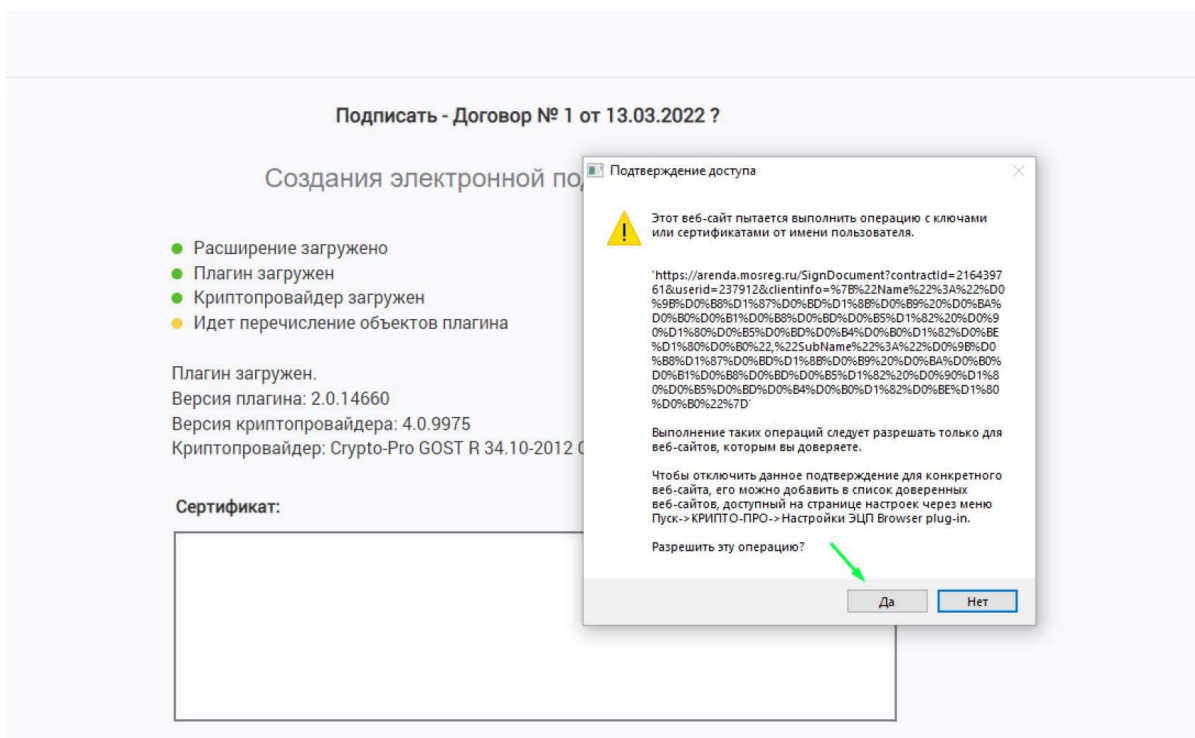 Подписать - Договор № 1 от 13.03.2022 ?
Создания электронной по
Расширение загружено
Плагин загружен
Криптопровайдер загружен
Идет перечисление объектов плагина
Плагин загружен.
Версия плагина: 2.0.14660
Версия криптопровайдера: 4.0.9975
Криптопровайдер: Crypto-Pro GOST R 34.10-2012
Сертификат:
Подтверждение доступа
Этот веб-сайт пытается выполнить операцию с ключами
или сертификатами от имени пользователя.
'https://arenda.mosreg.ru/SignDocument?contractId=2164397
61&userid=237912&clientinfo=%7B%22Name%22%3A%22%D0
%9B%D0%B8%D1%87%D0%BD%D1%8B%D0%B9%20%D0%BA%
D0%B0%D0%B1%D0%B8%D0%BD%D0%B5%D1%82%20%D0%9
0%D1%80%D0%B5%D0%BD%D0%B4%D0%B0%D1%82%D0%BE
%D1%80%D0%B0%22,%22SubName%22%3A%22%D0%9B%D0
%B8%D1%87%D0%BD%D1%8B%D0%B9%20%D0%BA%D0%B0%
D0%B1%D0%B8%D0%BD%D0%B5%D1%82%20%D0%90%D1%8
0%D0%B5%D0%BD%D0%B4%D0%B0%D1%82%D0%BE%D1%80
%D0%B0%22%7D'
Выполнение таких операций следует разрешать только для
веб-сайтов, которым вы доверяете.
Чтобы отключить данное подтверждение для конкретного
веб-сайта, его можно добавить в список доверенных
веб-сайтов, доступный на странице настроек через меню
Пуск->КРИПТО-ПРО->Настройки ЭЦП Browser plug-in.
Разрешить эту операцию?
Да
Нет